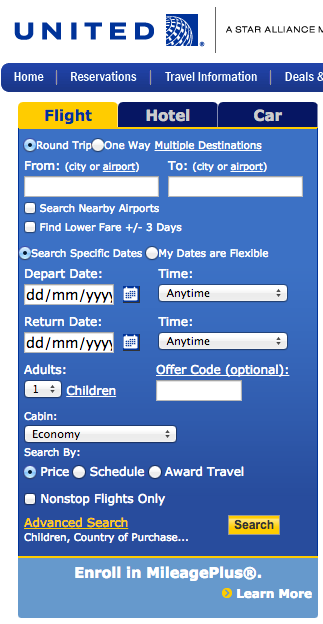 UNITED
A STAR ALLIANCE M
Home | Reservations | Travel Information | Deals &
Flight Hotel Car
Round Trip One Way Multiple Destinations
From: (city or airport) To: (city or airport)
Search Nearby Airports
Find Lower Fare +/- 3 Days
Search Specific Dates My Dates are Flexible
Depart Date: Time:
dd/mm/yyyy Anytime
Return Date: Time:
dd/mm/yyyy Anytime
Adults: Offer Code (optional):
1 Children
Cabin:
Economy
Search By:
Price Schedule Award Travel
Nonstop Flights Only
Advanced Search Search
Children, Country of Purchase...
Enroll in MileagePlus®.
Learn More